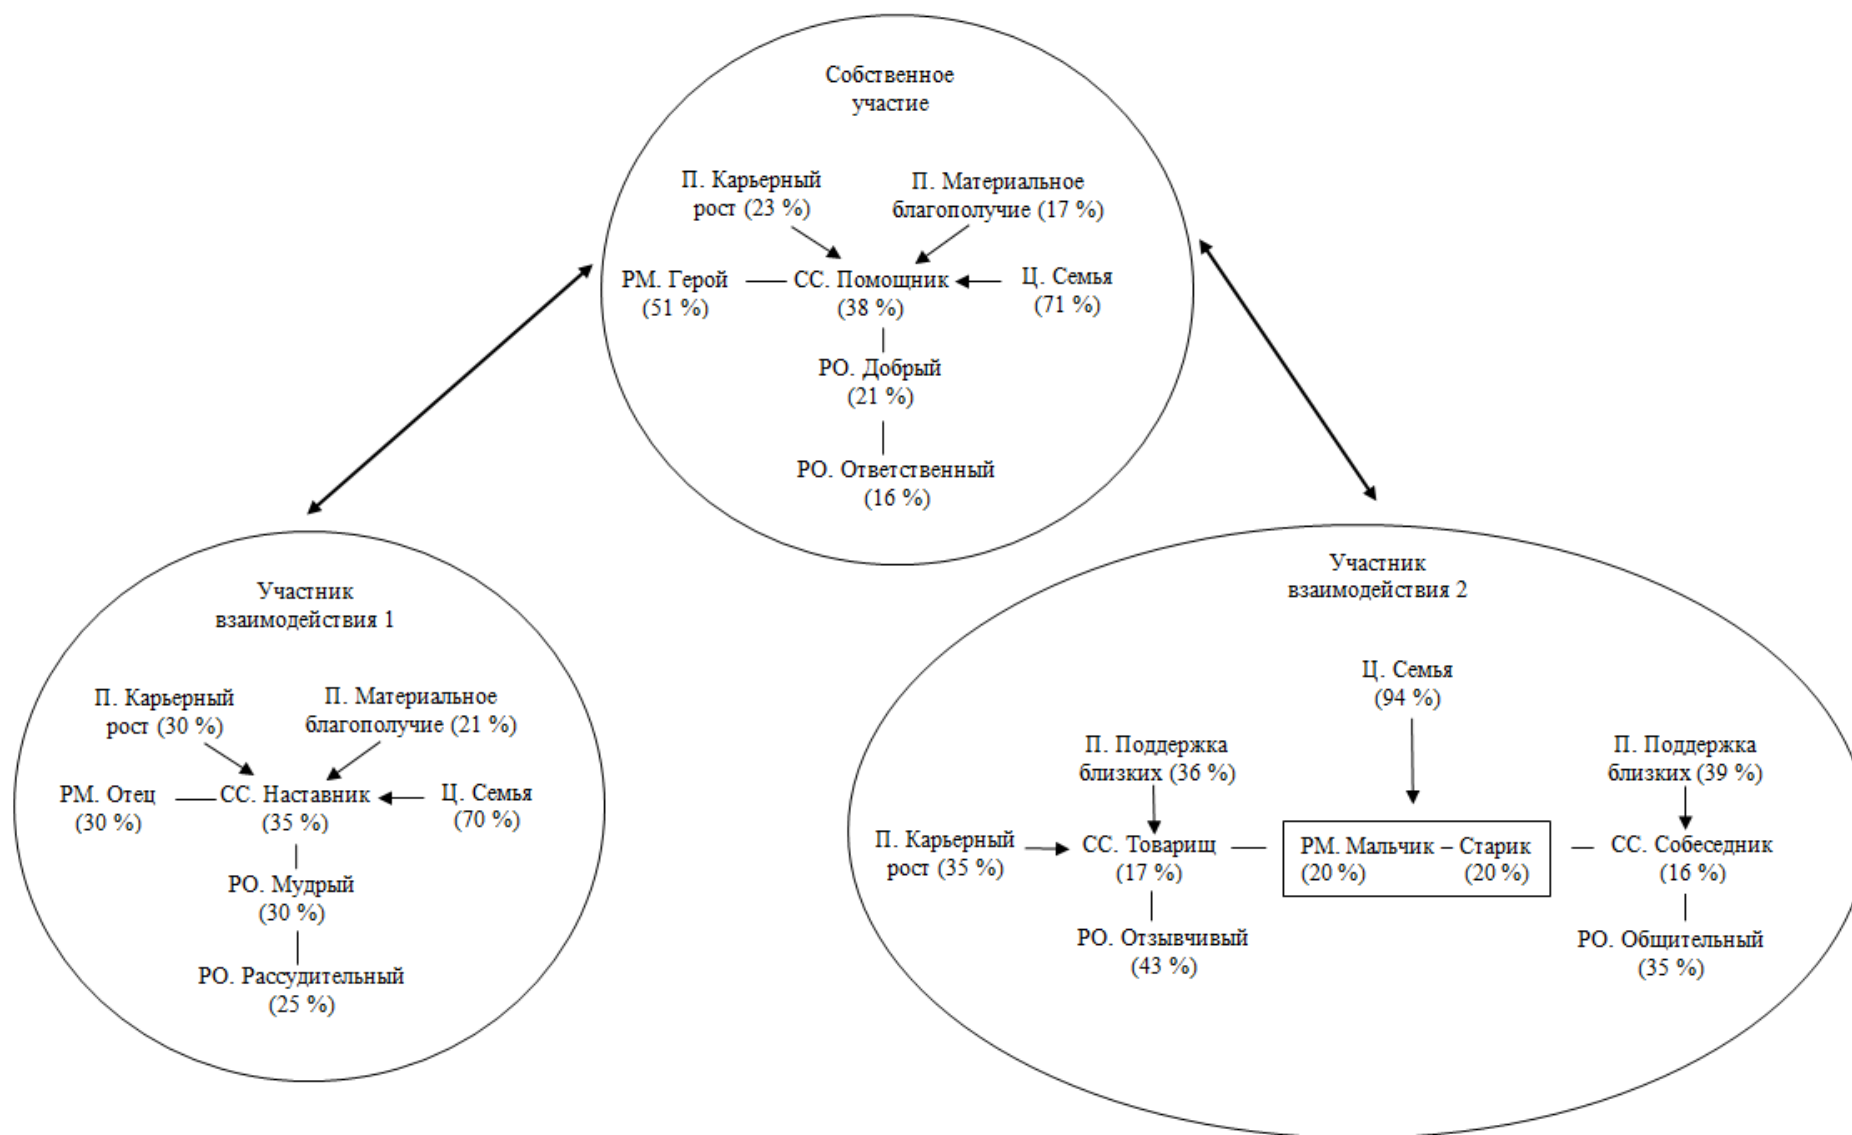 Собственное
участие
П. Карьерный
рост (23 %)
П. Материальное
благополучие (17 %)
РМ. Герой
(51 %)
СС. Помощник
(38 %)
Ц. Семья
(71 %)
РО. Добрый
(21 %)
РО. Ответственный
(16 %)
Участник
взаимодействия 1
П. Карьерный
рост (30 %)
П. Материальное
благополучие (21 %)
РМ. Отец
(30 %)
СС. Наставник
(35 %)
Ц. Семья
(70 %)
РО. Мудрый
(30 %)
РО. Рассудительный
(25 %)
Участник
взаимодействия 2
Ц. Семья
(94 %)
П. Поддержка
близких (36 %)
П. Поддержка
близких (39 %)
П. Карьерный
рост (35 %)
СС. Товарищ
(17 %)
РМ. Мальчик – Старик
(20 %) (20 %)
СС. Собеседник
(16 %)
РО. Отзывчивый
(43 %)
РО. Общительный
(35 %)